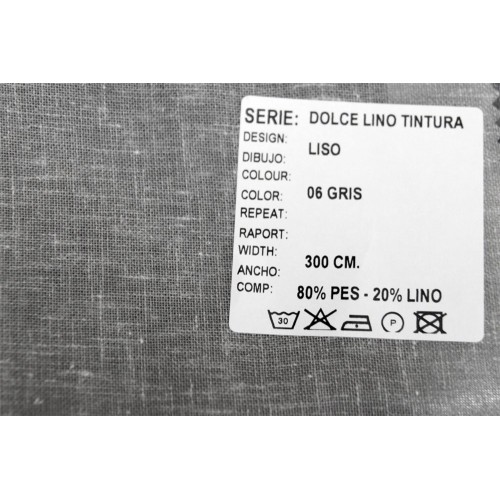 SERIE: DOLCE LINO TINTURA
DESIGN:
DIBUJO: LISO
COLOUR:
COLOR: 06 GRIS
REPEAT:
RAPORT:
WIDTH:
ANCHO: 300 CM.
COMP: 80% PES - 20% LINO
30 P